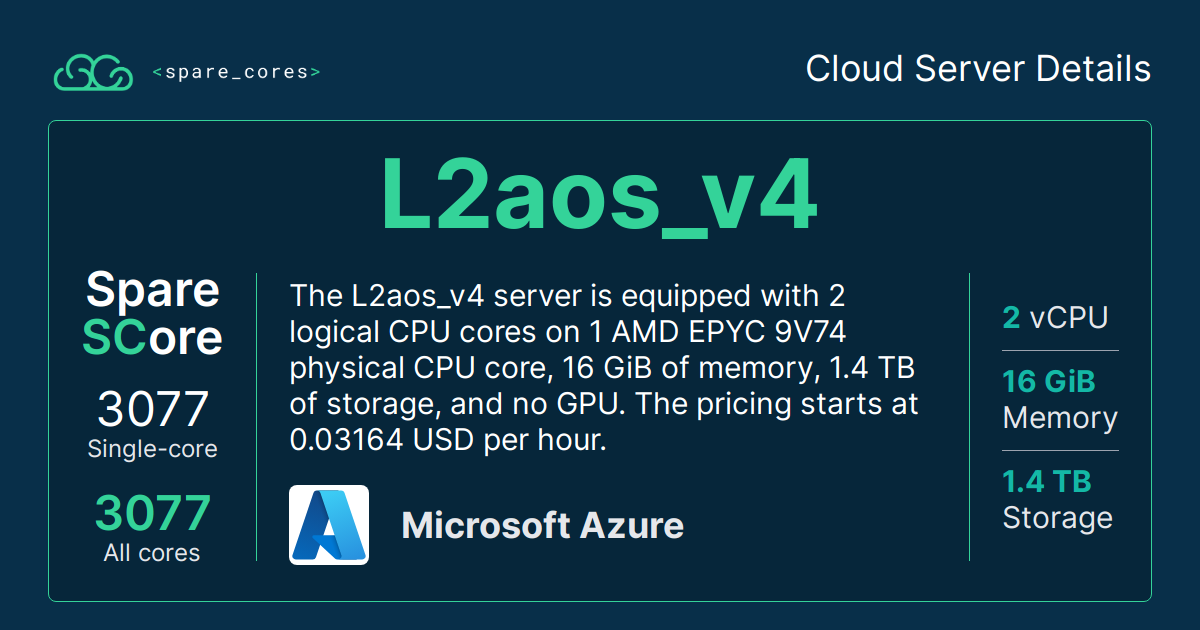 <spare_cores>
Cloud Server Details
L2aos_v4
Spare
SCore
3077
Single-core
3077
All cores
The L2aos_v4 server is equipped with 2
logical CPU cores on 1 AMD EPYC 9V74
physical CPU core, 16 GiB of memory, 1.4 TB
of storage, and no GPU. The pricing starts at
0.03164 USD per hour.
Microsoft Azure
2 vCPU
16 GiB
Memory
1.4 TB
Storage